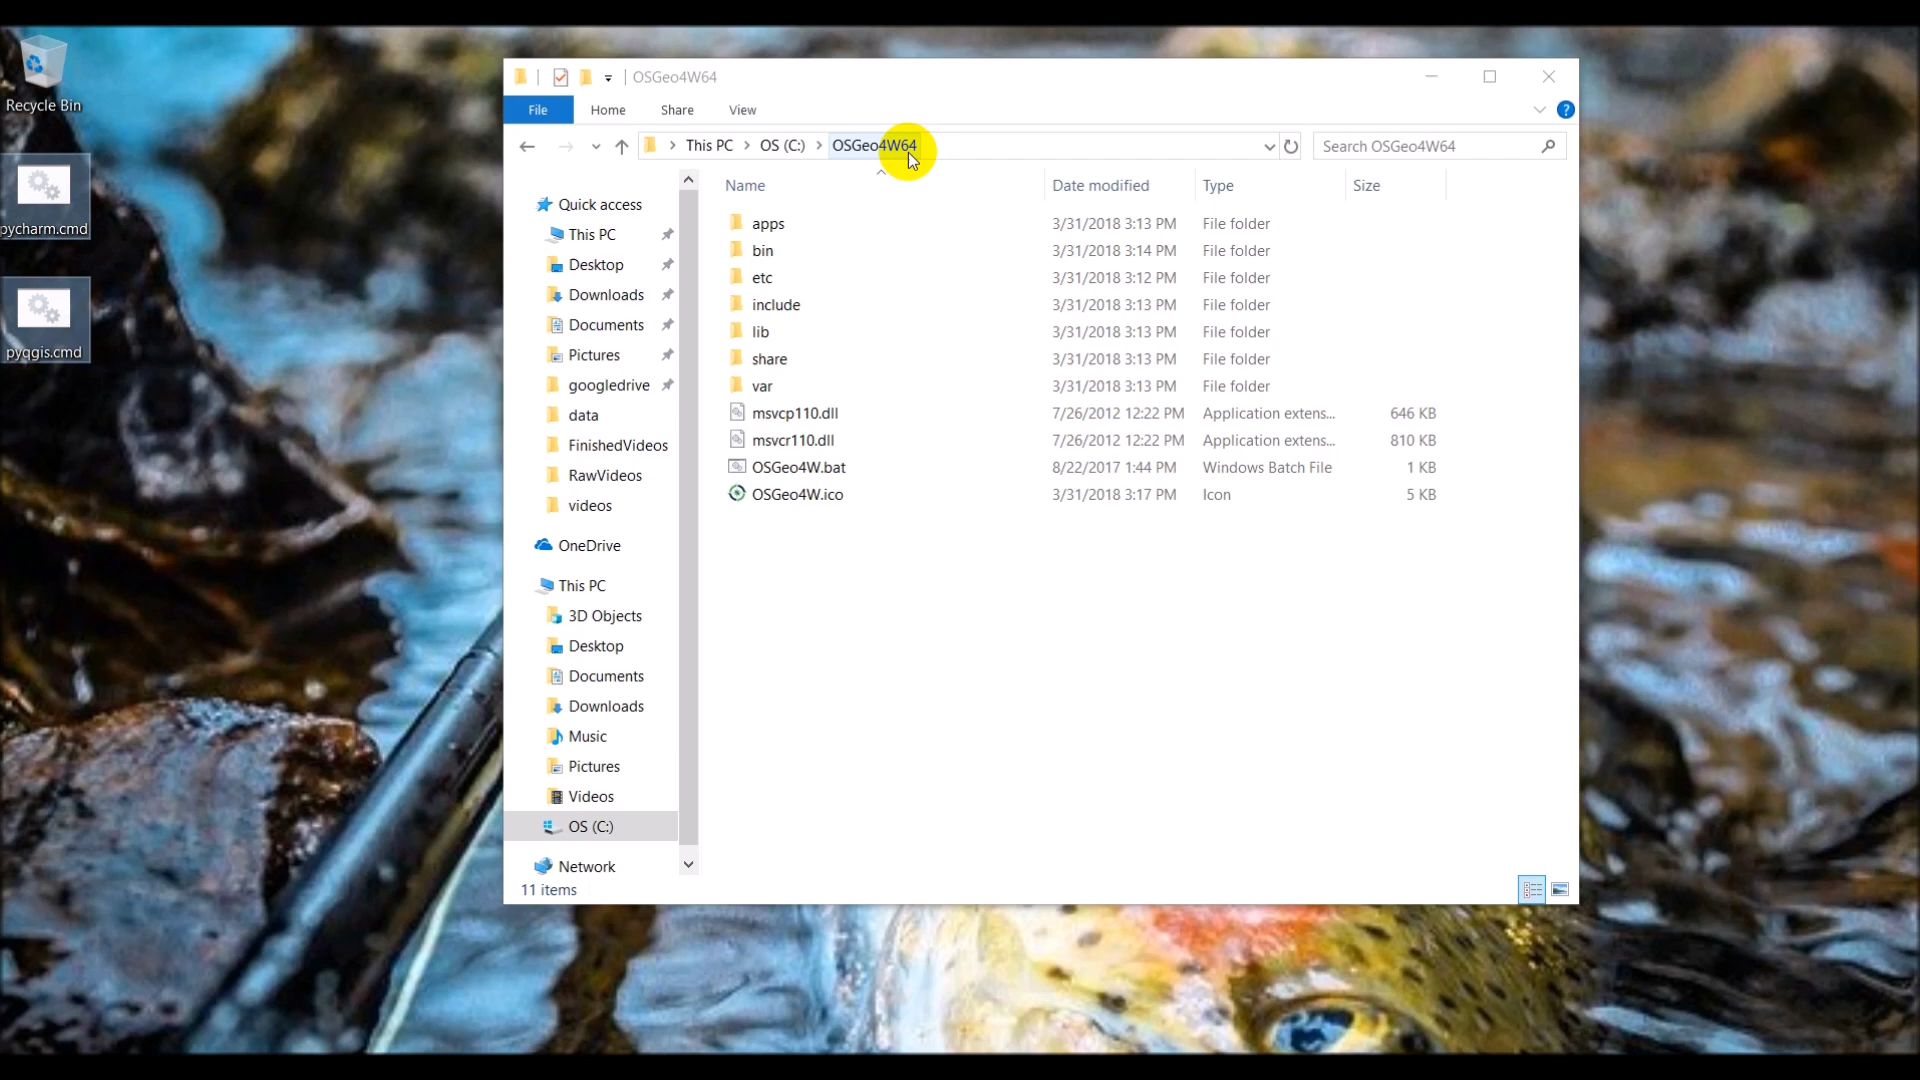 Recycle Bin
pycharm.cmd
pyqgis.cmd
OSGeo4W64
File Home Share View
This PC OS (C:) OSGeo4W64
Search OSGeo4W64
Quick access
This PC
Desktop
Downloads
Documents
Pictures
googledrive
data
FinishedVideos
RawVideos
videos
OneDrive
This PC
3D Objects
Desktop
Documents
Downloads
Music
Pictures
Videos
OS (C:)
Network
Name Date modified Type Size
apps 3/31/2018 3:13 PM File folder
bin 3/31/2018 3:14 PM File folder
etc 3/31/2018 3:12 PM File folder
include 3/31/2018 3:13 PM File folder
lib 3/31/2018 3:13 PM File folder
share 3/31/2018 3:13 PM File folder
var 3/31/2018 3:13 PM File folder
msvcp110.dll 7/26/2012 12:22 PM Application extens... 646 KB
msvcr110.dll 7/26/2012 12:22 PM Application extens... 810 KB
OSGeo4W.bat 8/22/2017 1:44 PM Windows Batch File 1 KB
OSGeo4W.ico 3/31/2018 3:17 PM Icon 5 KB
11 items